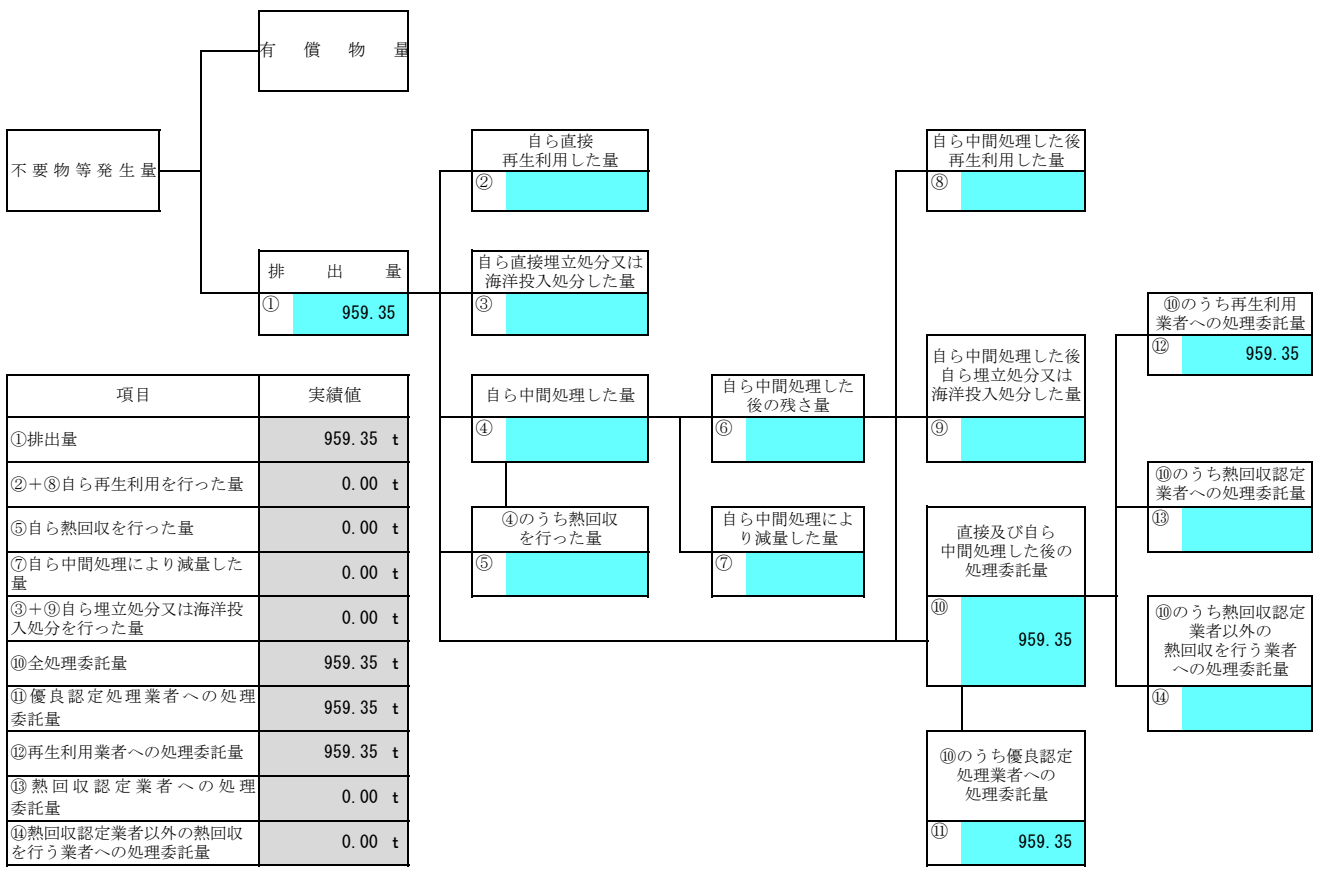 有償物量
不要物等発生量
自ら直接
再生利用した量
②
自ら中間処理した後
再生利用した量
⑧
排出量
① 959.35
自ら直接埋立処分又は
海洋投入処分した量
③
⑩のうち再生利用
業者への処理委託量
⑫ 959.35
自ら中間処理した後
自ら埋立処分又は
海洋投入処分した量
⑨
自ら中間処理した量
④
自ら中間処理した
後の残さ量
⑥
⑩のうち熱回収認定
業者への処理委託量
⑬
④のうち熱回収
を行った量
⑤
自ら中間処理によ
り減量した量
⑦
直接及び自ら
中間処理した後の
処理委託量
⑩ 959.35
⑩のうち熱回収認定
業者以外の
熱回収を行う業者
への処理委託量
⑭
⑩のうち優良認定
処理業者への
処理委託量
⑪ 959.35
項目 実績値
①排出量 959.35 t
②+⑧自ら再生利用を行った量 0.00 t
⑤自ら熱回収を行った量 0.00 t
⑦自ら中間処理により減量した
量 0.00 t
③+⑨自ら埋立処分又は海洋投
入処分を行った量 0.00 t
⑩全処理委託量 959.35 t
⑪優良認定処理業者への処理
委託量 959.35 t
⑫再生利用業者への処理委託量 959.35 t
⑬熱回収認定業者への処理
委託量 0.00 t
⑭熱回収認定業者以外の熱回収
を行う業者への処理委託量 0.00 t